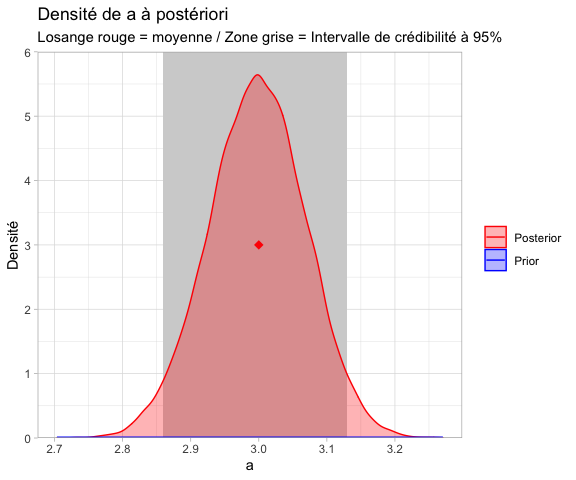 Densité de a à postériori
Losange rouge = moyenne / Zone grise = Intervalle de crédibilité à 95%
6
5
4
3
2
1
0
Densité
2.7
2.8
2.9
3.0
3.1
3.2
a
Posterior
Prior